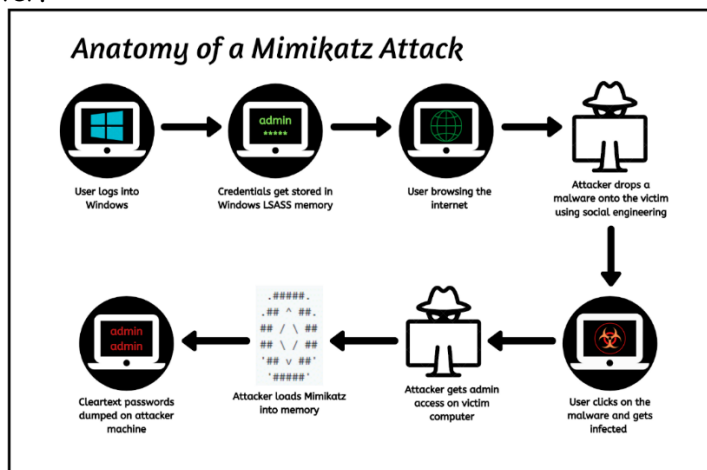 Anatomy of a Mimikatz Attack
admin
*****
User logs into
Windows
Credentials get stored in
Windows LSASS memory
User browsing the
internet
Attacker drops a
malware onto the victim
using social engineering
User clicks on the
malware and gets
infected
Attacker gets admin
access on victim
computer
.#####.
.## ^ ##.
## / \ ##
## \ / ##
'## v ##'
'#####'
Attacker loads Mimikatz
into memory
admin
admin
Cleartext passwords
dumped on attacker
machine